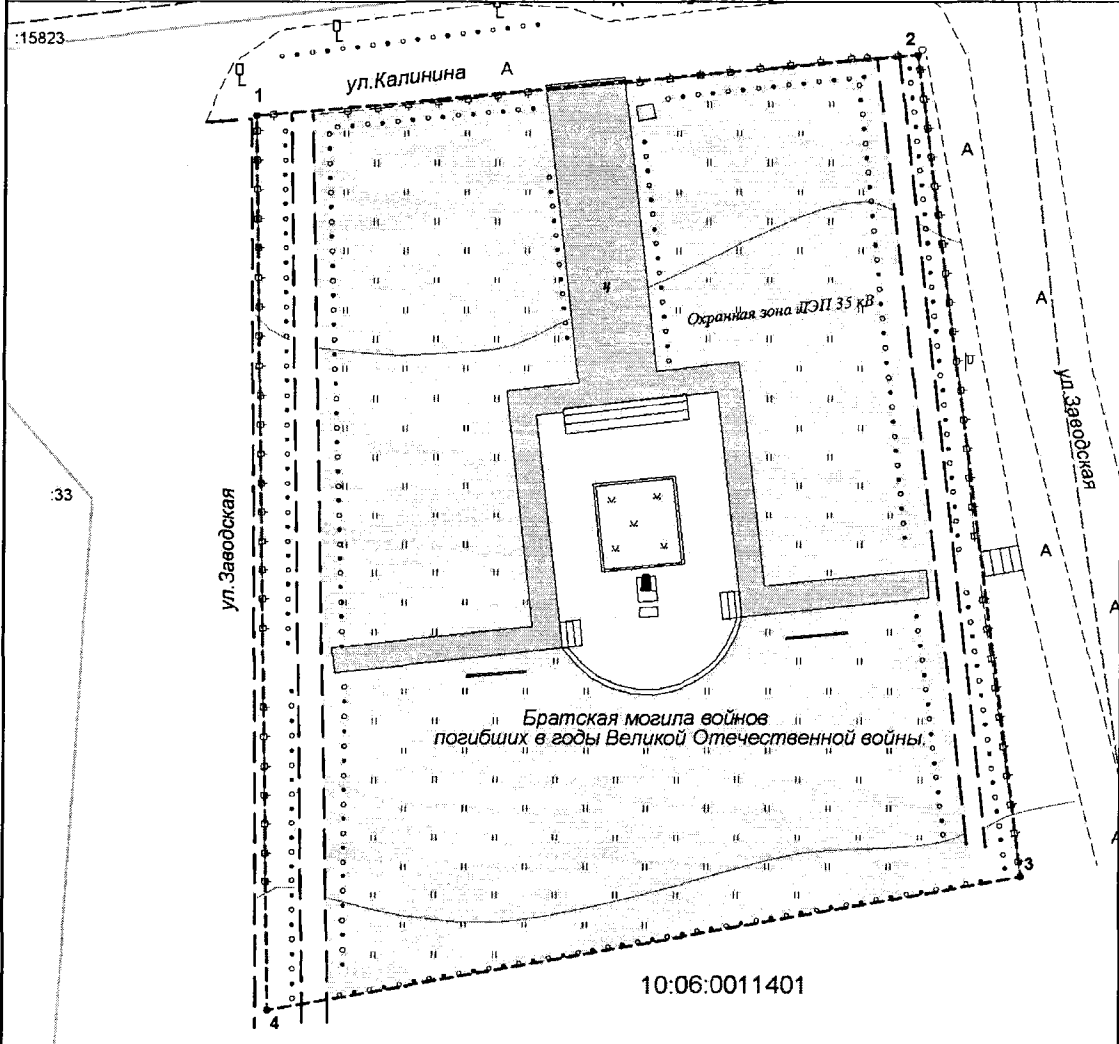 :15823
2
ул.Калинина
А
1
А
Охранная зона ЛЭП 35 кВ
А
ул.Заводская
:33
ул.Заводская
А
А
Братская могила войнов
погибших в годы Великой Отечественной войны.
А
3
10:06:0011401
4